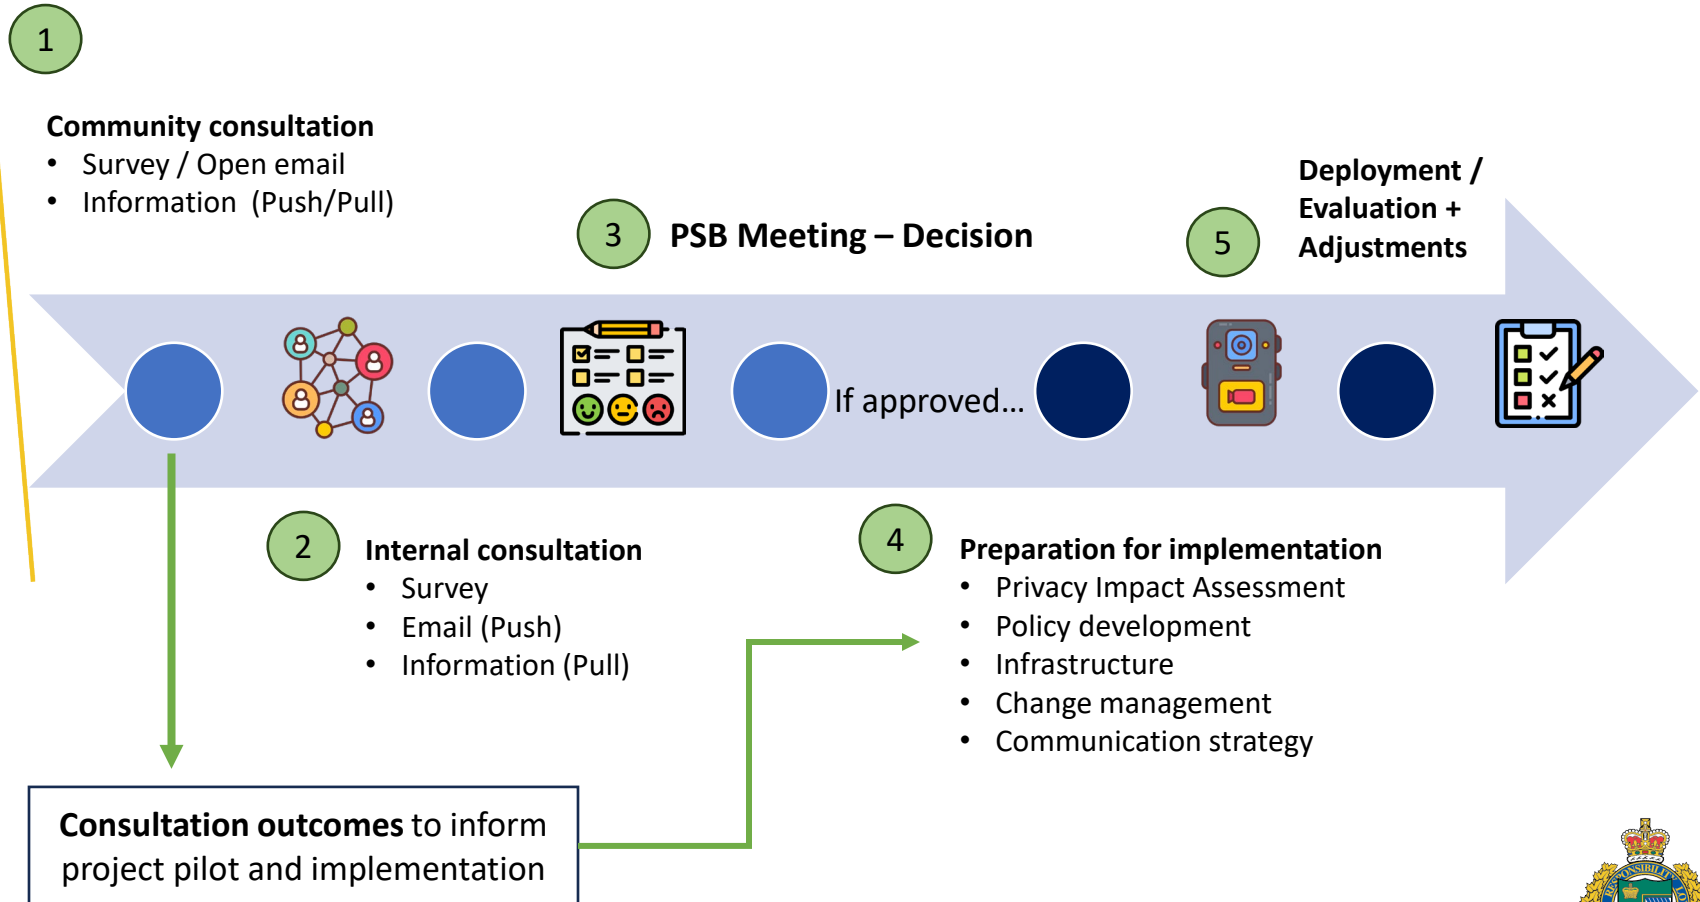 1
Community consultation
• Survey / Open email
• Information (Push/Pull)
3
PSB Meeting – Decision
5
Deployment /
Evaluation +
Adjustments
If approved...
2
Internal consultation
• Survey
• Email (Push)
• Information (Pull)
4
Preparation for implementation
• Privacy Impact Assessment
• Policy development
• Infrastructure
• Change management
• Communication strategy
Consultation outcomes to inform
project pilot and implementation